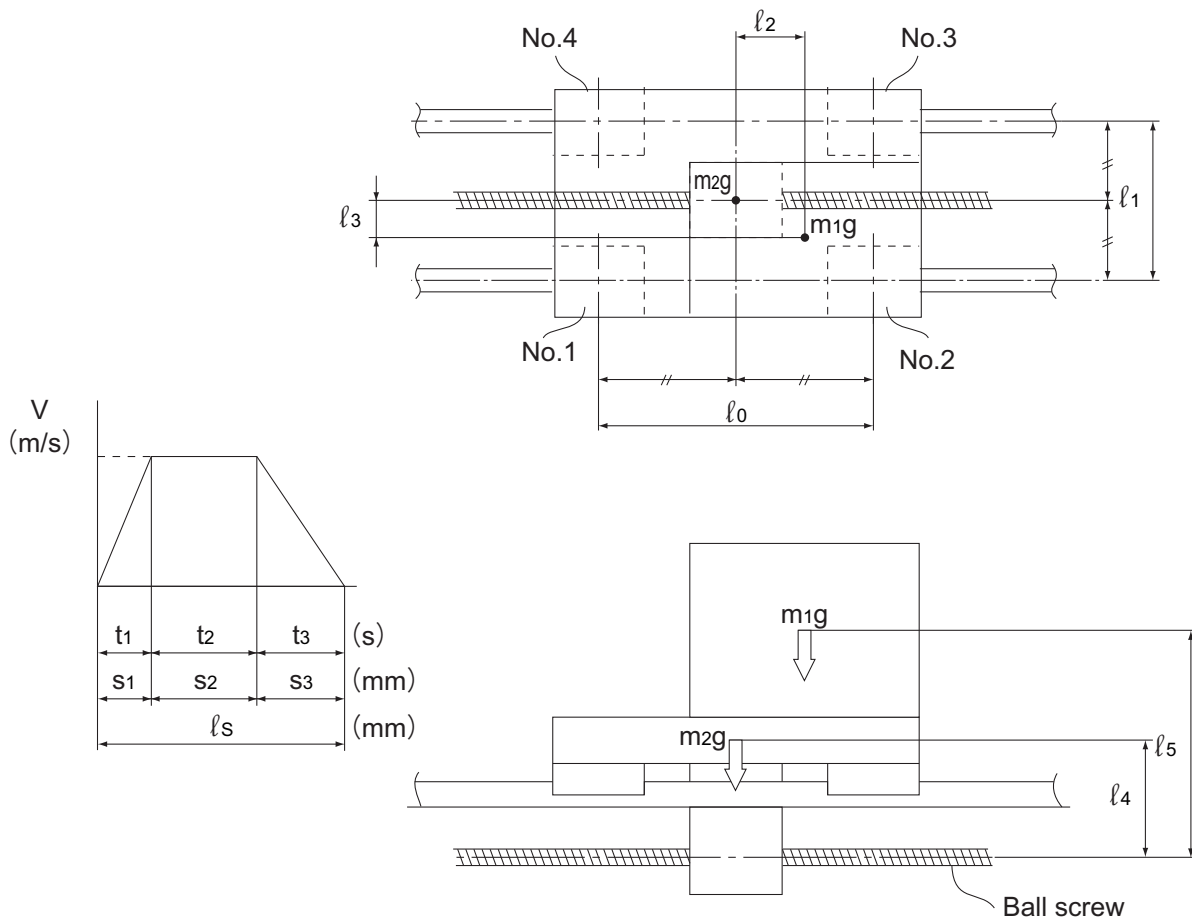 No.4
No.3
ℓ2
m2g
ℓ3
m1g
ℓ1
No.1
No.2
ℓ0
V
(m/s)
t1 t2 t3 (s)
s1 s2 s3 (mm)
ℓS (mm)
m1g
m2g
ℓ5
ℓ4
Ball screw